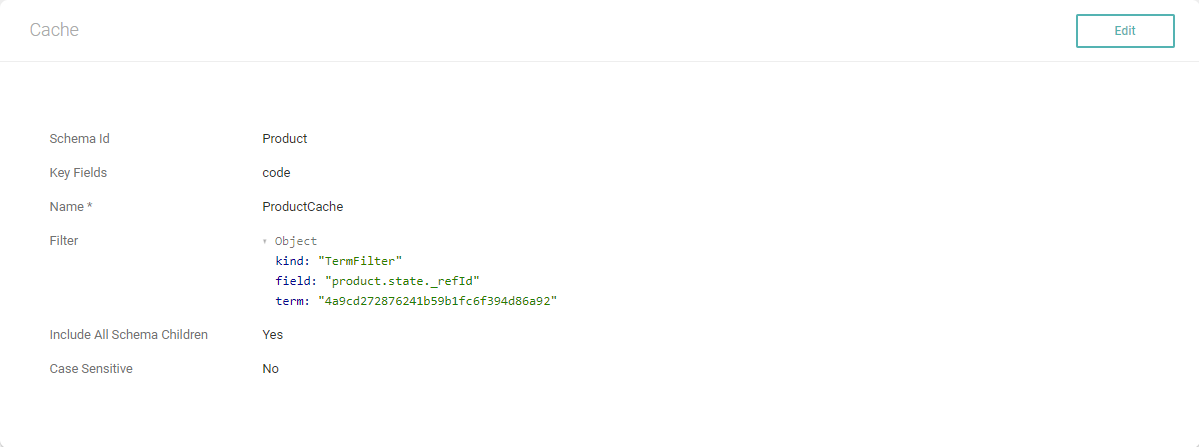 Cache
Edit
Schema Id Product
Key Fields code
Name * ProductCache
Filter ▾ Object
kind: "TermFilter"
field: "product.state._refId"
term: "4a9cd272876241b59b1fc6f394d86a92"
Include All Schema Children Yes
Case Sensitive No